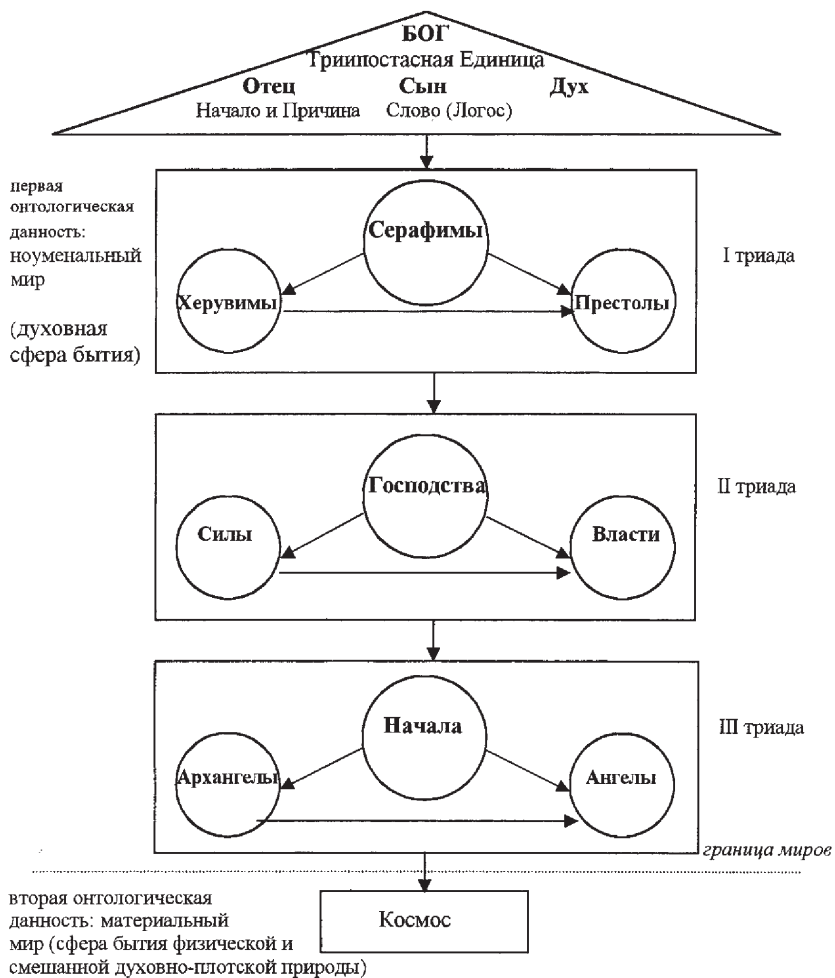 БОГ
Триипостасная Единица
Отец Сын Дух
Начало и Причина Слово (Логос)
первая
онтологическая
данность:
ноуменальный
мир
(духовная
сфера бытия)
Серафимы
Херувимы
Престолы
I триада
Господства
Силы
Власти
II триада
Начала
Архангелы
Ангелы
III триада
граница миров
вторая онтологическая
данность: материальный
мир (сфера бытия физической и
смешанной духовно-плотской природы)
Космос